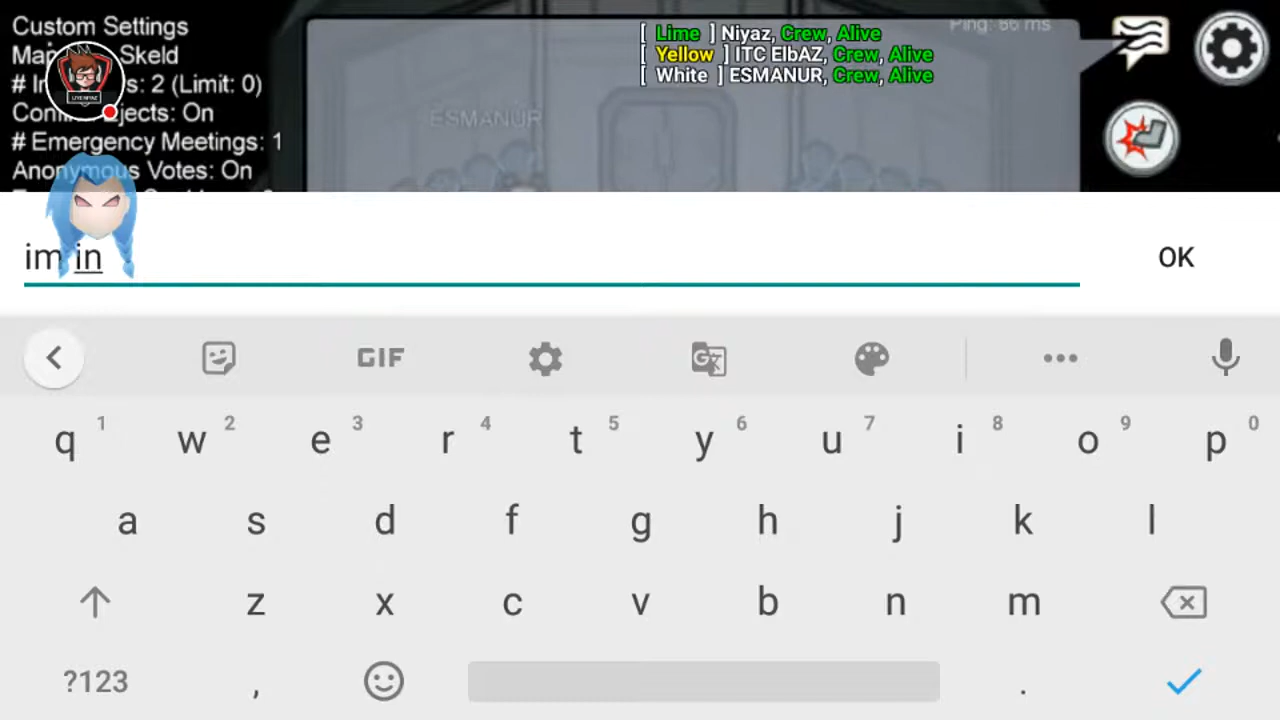 Custom Settings
Skeld
s: 2 (Limit: 0)
jects: On
# Emergency Meetings: 1
Anonymous Votes: On
Ping: 66 ms
[ Lime ] Niyaz, Crew, Alive
[ Yellow ] ITC ElbAZ, Crew, Alive
[ White ] ESMANUR, Crew, Alive
ESMANUR
im in
OK
GIF
q 1 w 2 e 3 r 4 t 5 y 6 u 7 i 8 o 9 p 0
a s d f g h j k l
z x c v b n m
?123 , .